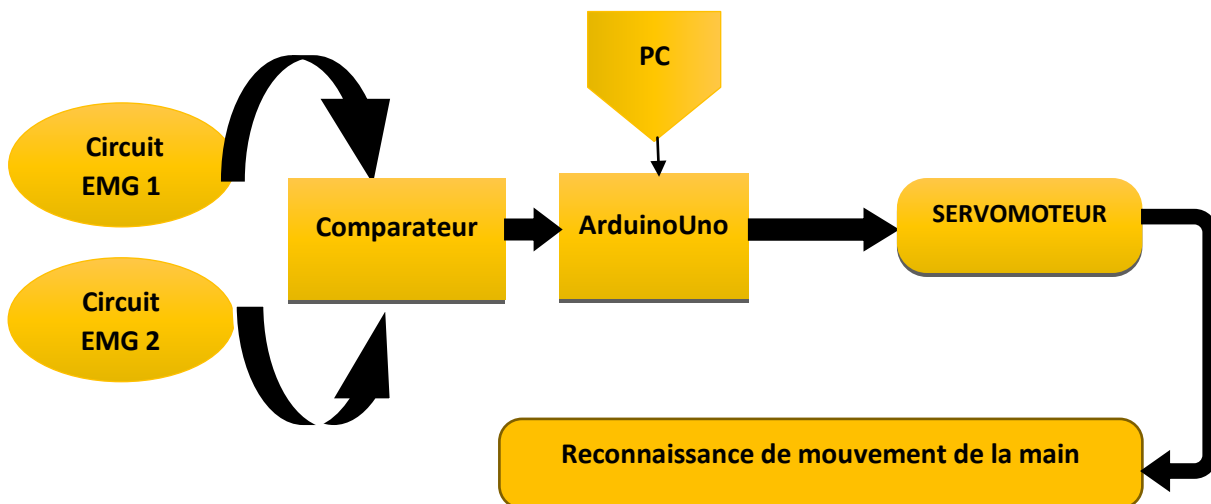 PC
Circuit
EMG 1
Comparateur
ArduinoUno
SERVOMOTEUR
Circuit
EMG 2
Reconnaissance de mouvement de la main